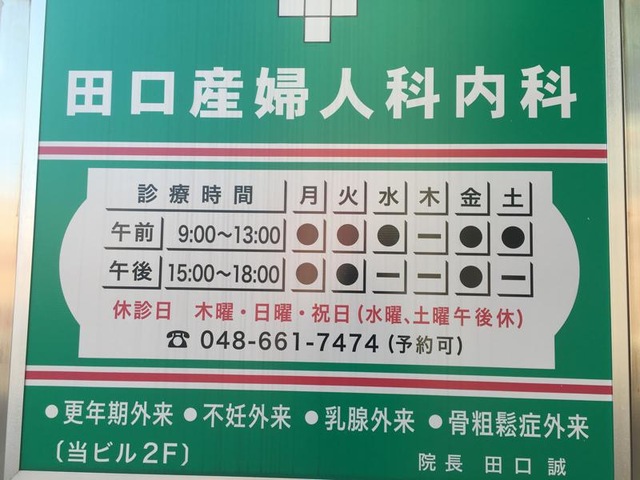 田口産婦人科内科
診療時間 月 火 水 木 金 土
午前 9:00～13:00 ● ● ● － ● ●
午後 15:00～18:00 ● ● － － ● －
休診日 木曜・日曜・祝日(水曜、土曜午後休)
☎ 048-661-7474 (予約可)
●更年期外来 ●不妊外来 ●乳腺外来 ●骨粗鬆症外来
〔当ビル2F〕
院長 田口 誠